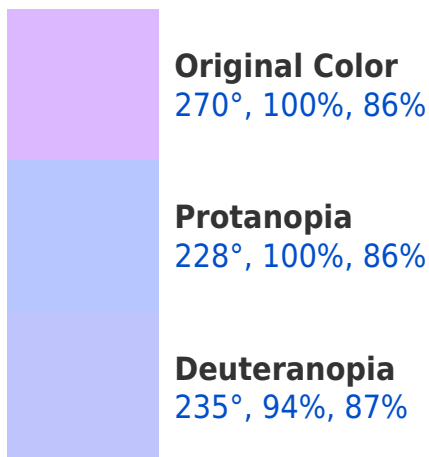 Original Color
270°, 100%, 86%
Protanopia
228°, 100%, 86%
Deuteranopia
235°, 94%, 87%